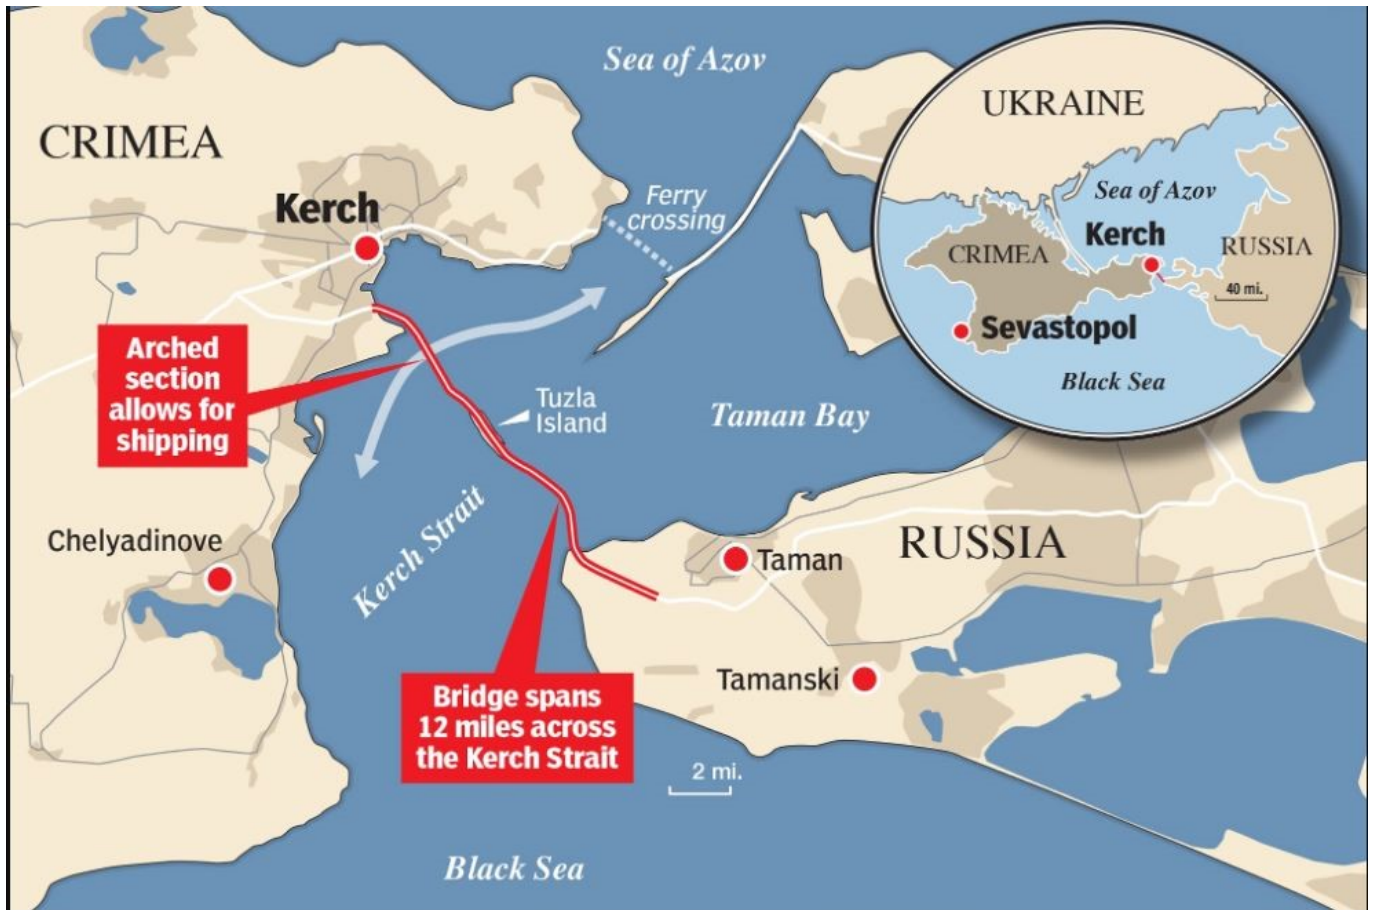 Sea of Azov
CRIMEA
Kerch
Ferry
crossing
Arched
section
allows for
shipping
Tuzla
Island
Taman Bay
Kerch Strait
Chelyadinove
Taman
RUSSIA
Tamanski
Bridge spans
12 miles across
the Kerch Strait
2 mi.
Black Sea
UKRAINE
Sea of Azov
Kerch
CRIMEA
RUSSIA
40 mi.
Sevastopol
Black Sea